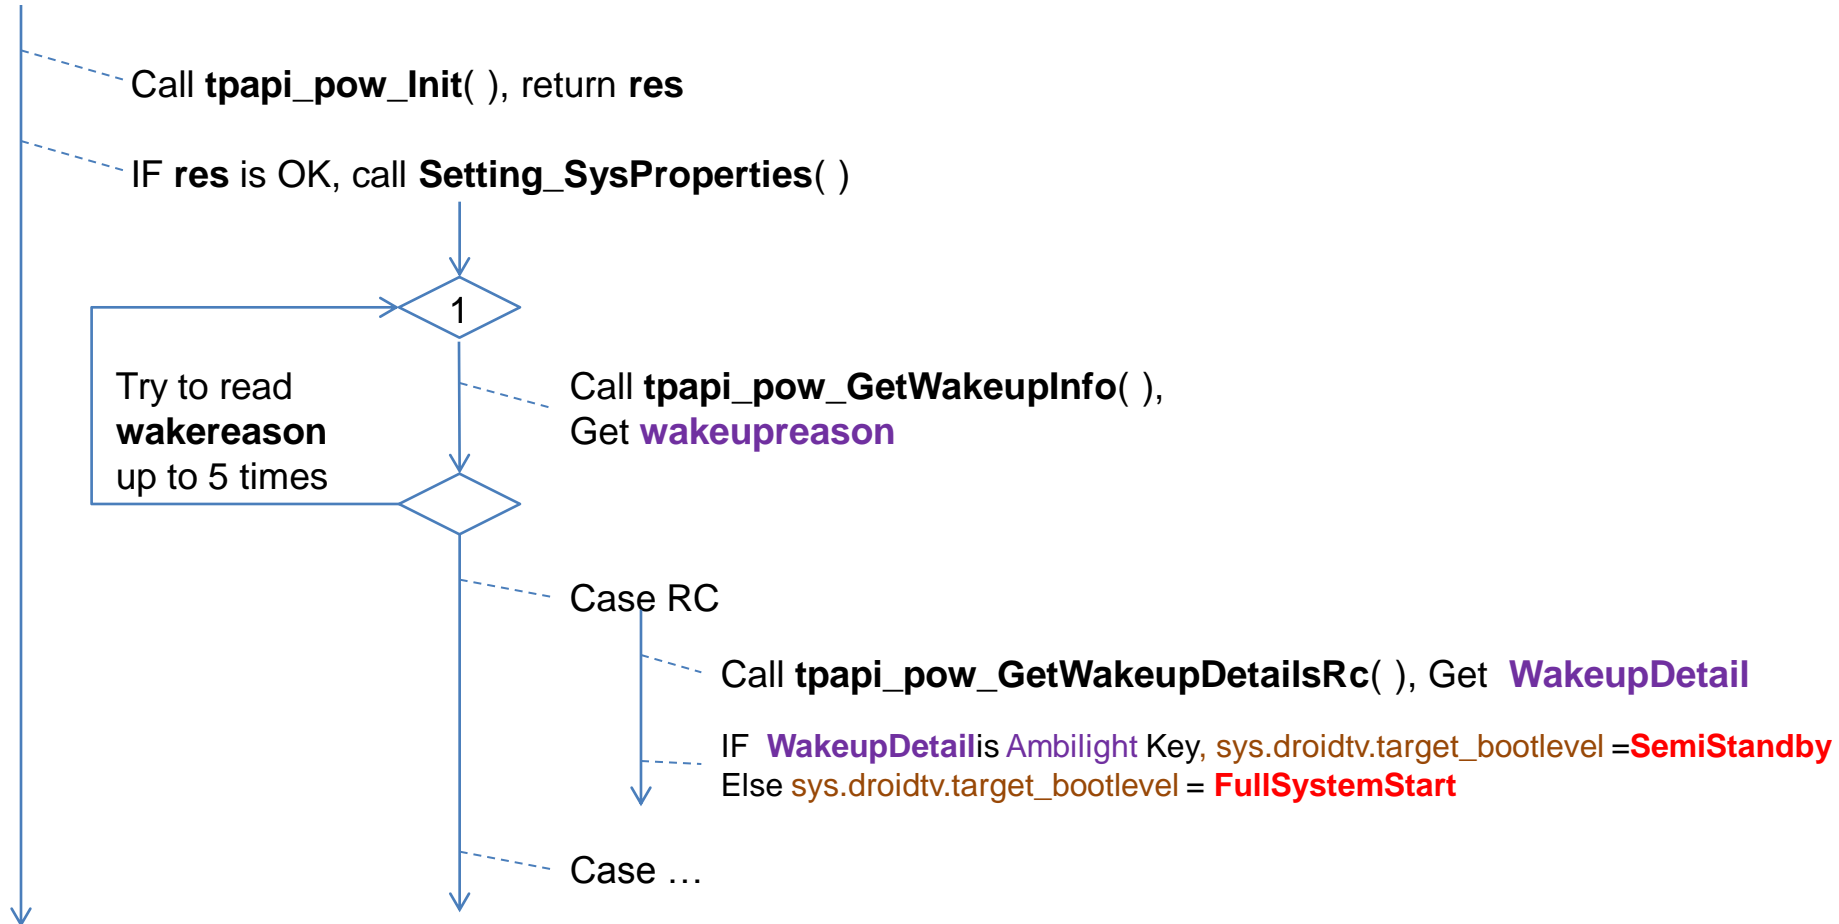 Call tpapi_pow_Init( ), return res
IF res is OK, call Setting_SysProperties( )
1
Try to read
wakereason
up to 5 times
Call tpapi_pow_GetWakeupInfo( ),
Get wakeupreason
Case RC
Call tpapi_pow_GetWakeupDetailsRc( ), Get WakeupDetail
IF WakeupDetailis Ambilight Key, sys.droidtv.target_bootlevel =SemiStandby
Else sys.droidtv.target_bootlevel = FullSystemStart
Case …